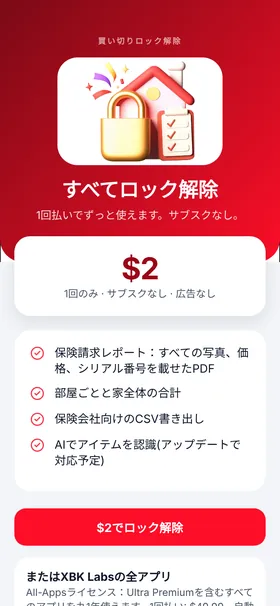 買い切りロック解除
すべてロック解除
1回払いでずっと使えます。サブスクなし。
$2
1回のみ · サブスクなし · 広告なし
保険請求レポート：すべての写真、価
格、シリアル番号を載せたPDF
部屋ごとと家全体の合計
保険会社向けのCSV書き出し
AIでアイテムを認識(アップデートで
対応予定)
$2でロック解除
またはXBK Labsの全アプリ
All-Appsライセンス：Ultra Premiumを含むすべて